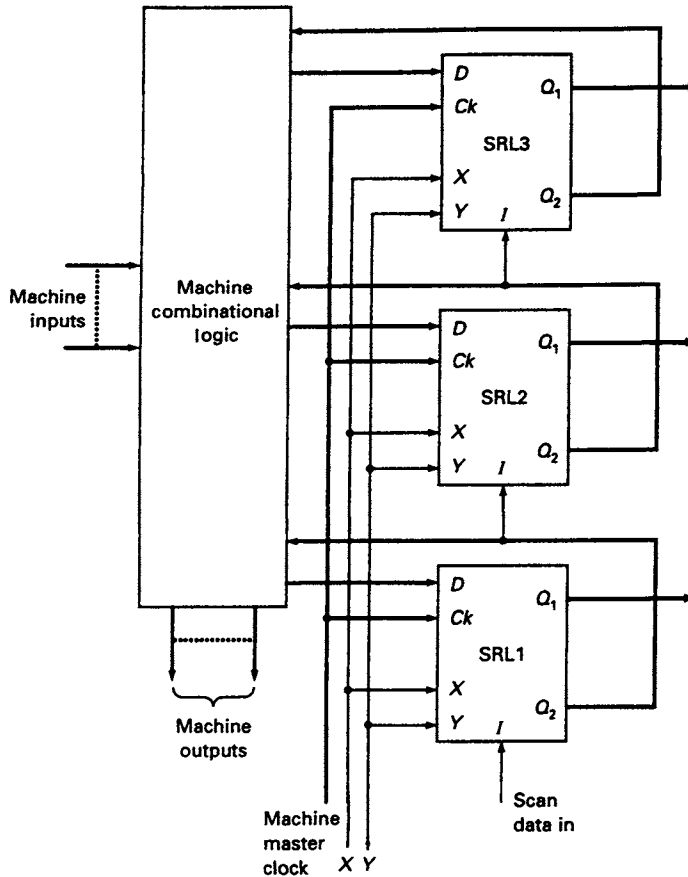 D
Ck
X
Y
I
SRL3
Q₁
Q₂
Machine
inputs
Machine
combinational
logic
D
Ck
X
Y
I
SRL2
Q₁
Q₂
D
Ck
X
Y
I
SRL1
Q₁
Q₂
Machine
outputs
Machine
master
clock
X Y
Scan
data in